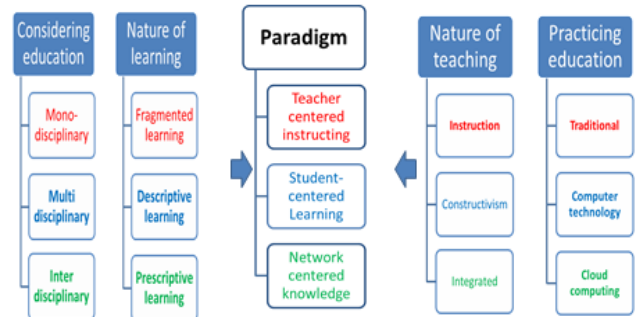 Considering
education
Mono-
disciplinary
Multi
disciplinary
Inter
disciplinary
Nature of
learning
Fragmented
learning
Descriptive
learning
Prescriptive
learning
Paradigm
Teacher
centered
instructing
Student-
centered
Learning
Network
centered
knowledge
Nature of
teaching
Instruction
Constructivism
Integrated
Practicing
education
Traditional
Computer
technology
Cloud
computing